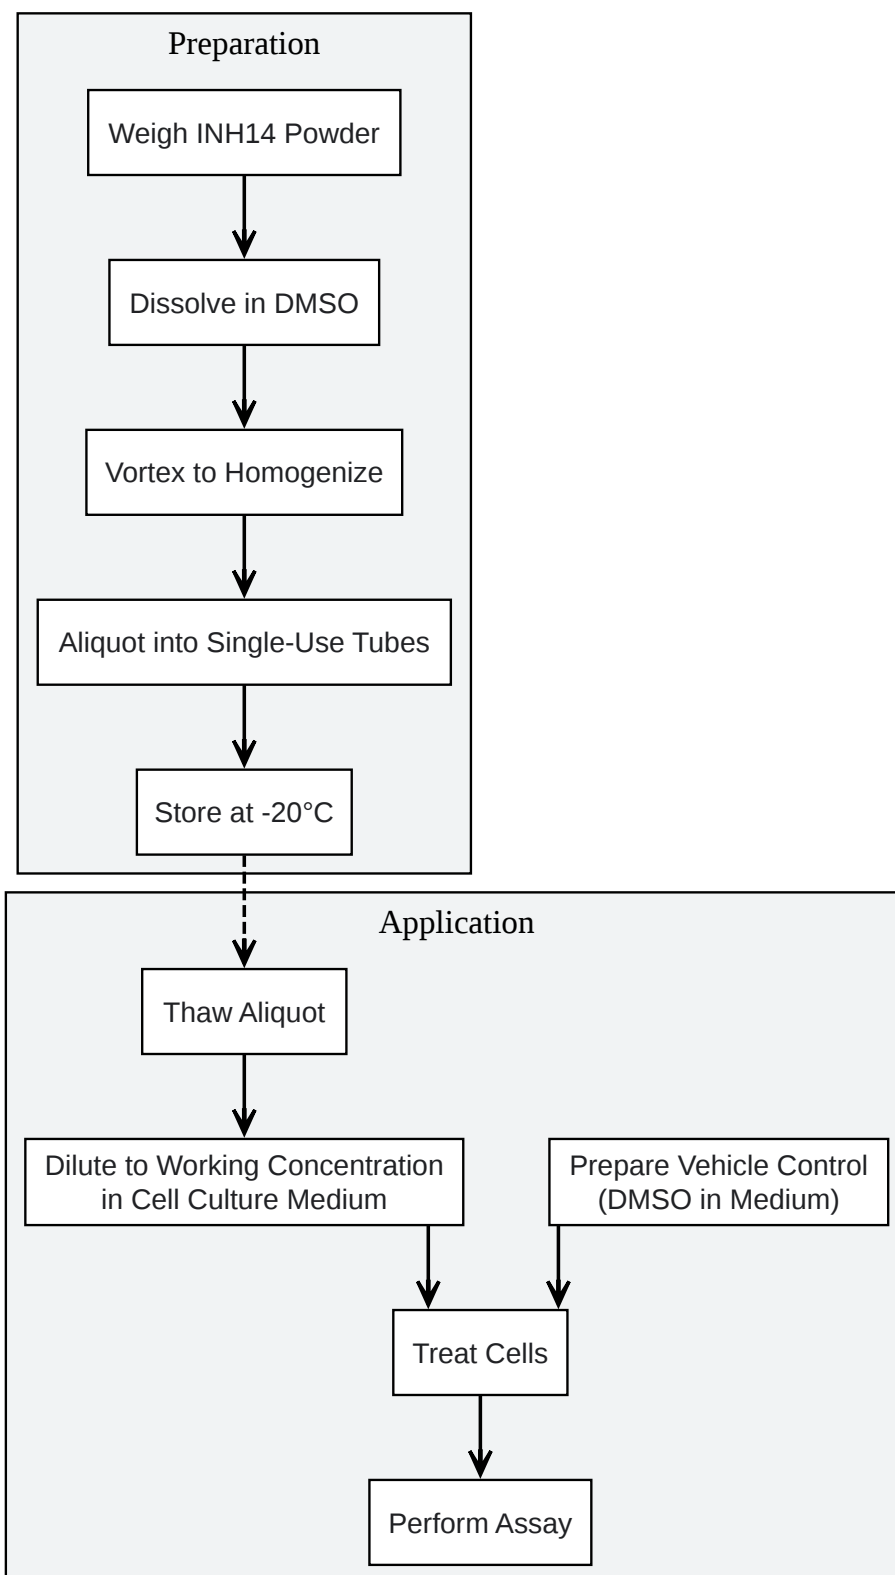 Preparation
Weigh INH14 Powder
Dissolve in DMSO
Vortex to Homogenize
Aliquot into Single-Use Tubes
Store at -20°C
Application
Thaw Aliquot
Dilute to Working Concentration
in Cell Culture Medium
Prepare Vehicle Control
(DMSO in Medium)
Treat Cells
Perform Assay